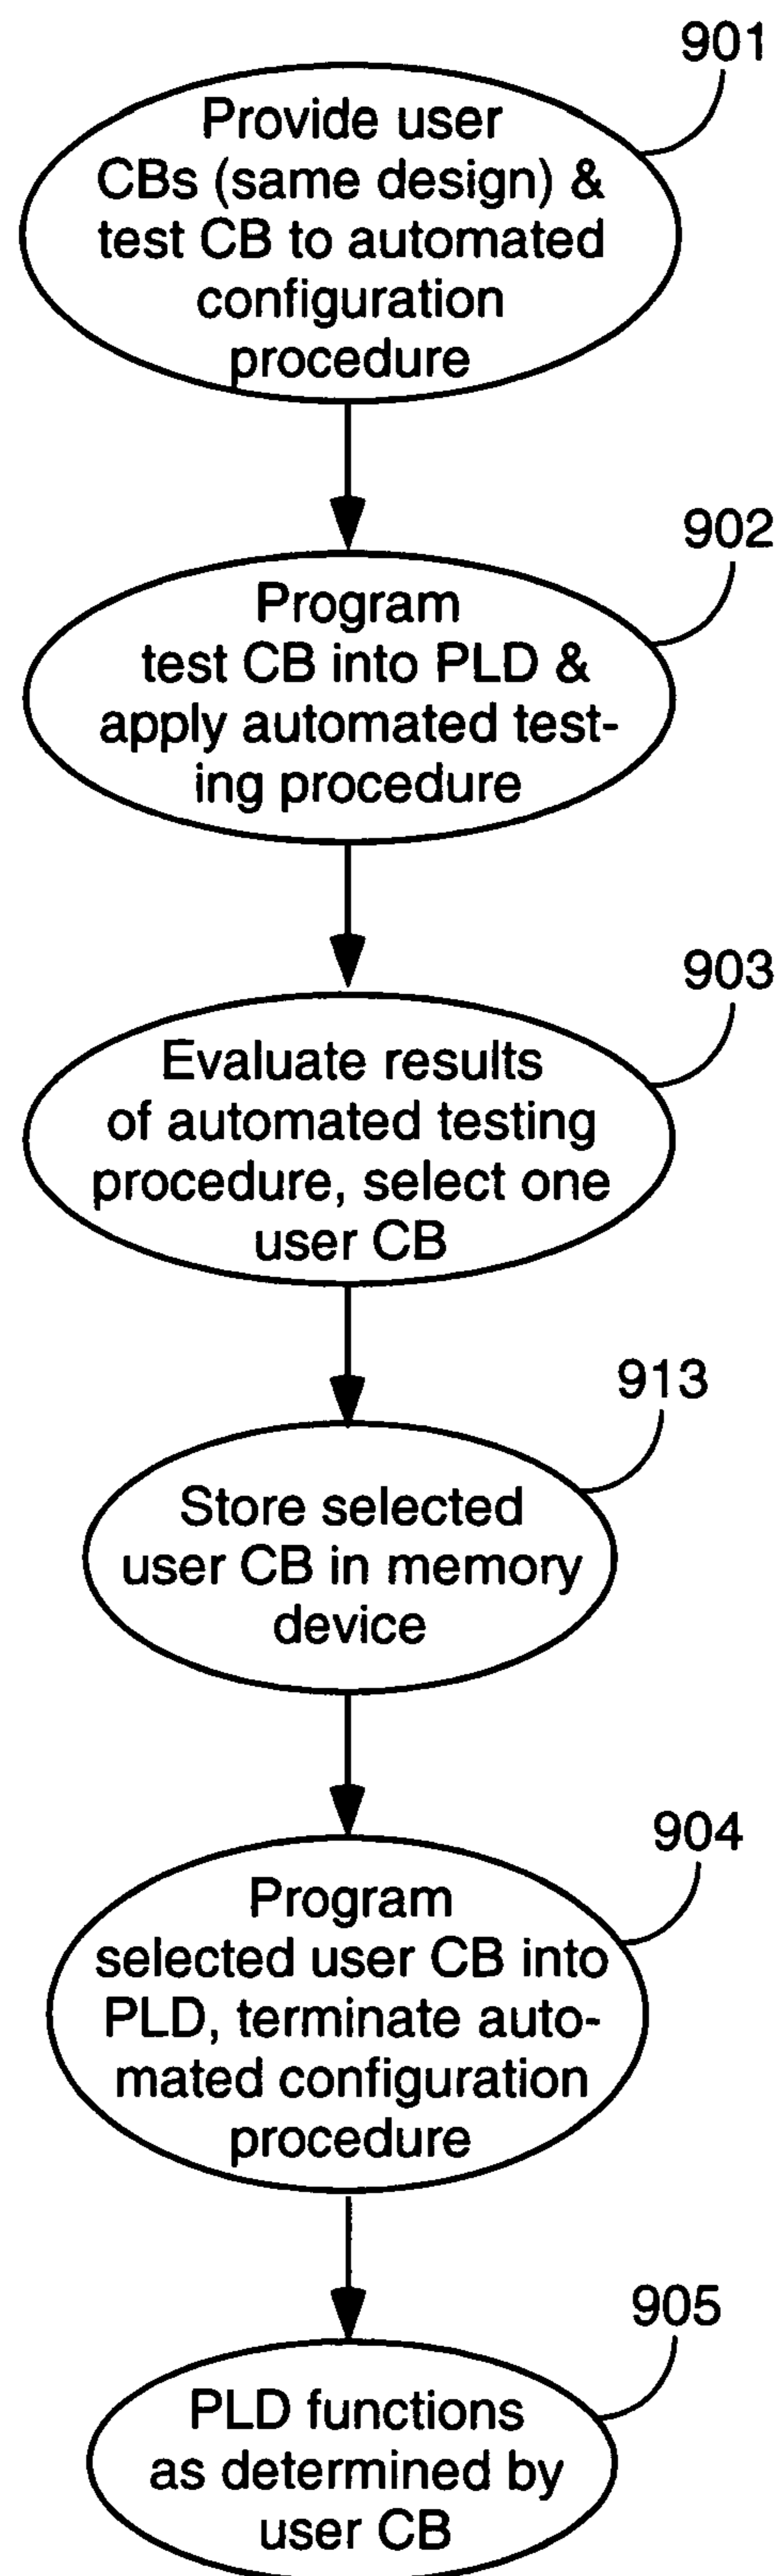 901
Provide user
CBs (same design) &
test CB to automated
configuration
procedure
902
Program
test CB into PLD &
apply automated test-
ing procedure
903
Evaluate results
of automated testing
procedure, select one
user CB
913
Store selected
user CB in memory
device
904
Program
selected user CB into
PLD, terminate auto-
mated configuration
procedure
905
PLD functions
as determined by
user CB